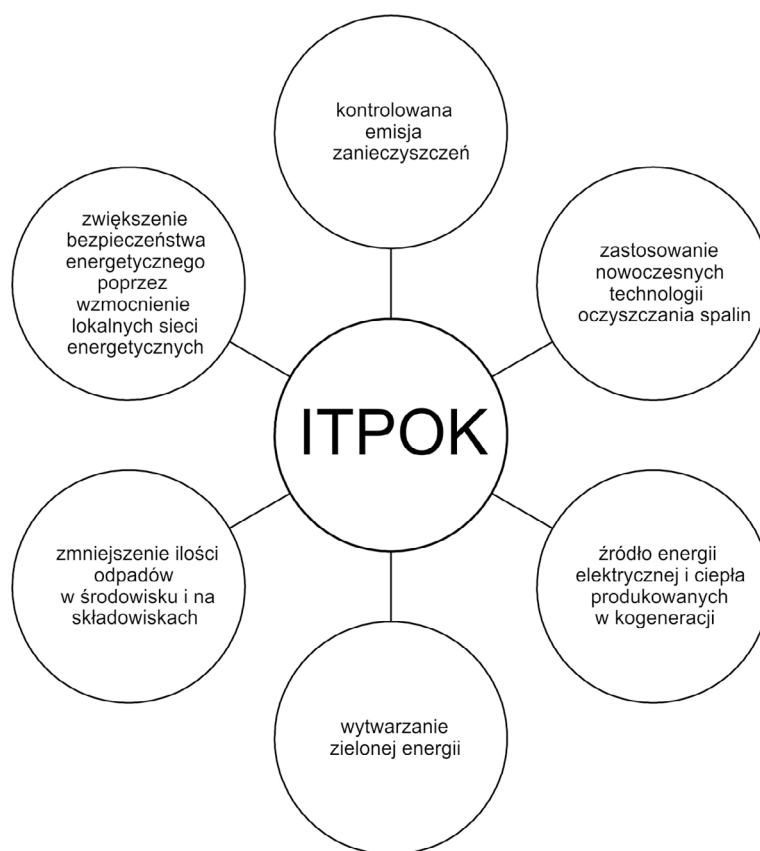 kontrolowana
emisja
zanieczyszczeń
zwiększenie
bezpieczeństwa
energetycznego
poprzez
wzmocnienie
lokalnych sieci
energetycznych
zastosowanie
nowoczesnych
technologii
oczyszczania spalin
ITPOK
zmniejszenie ilości
odpadów
w środowisku i na
składowiskach
źródło energii
elektrycznej i ciepła
produkowanych
w kogeneracji
wytwarzanie
zielonej energii